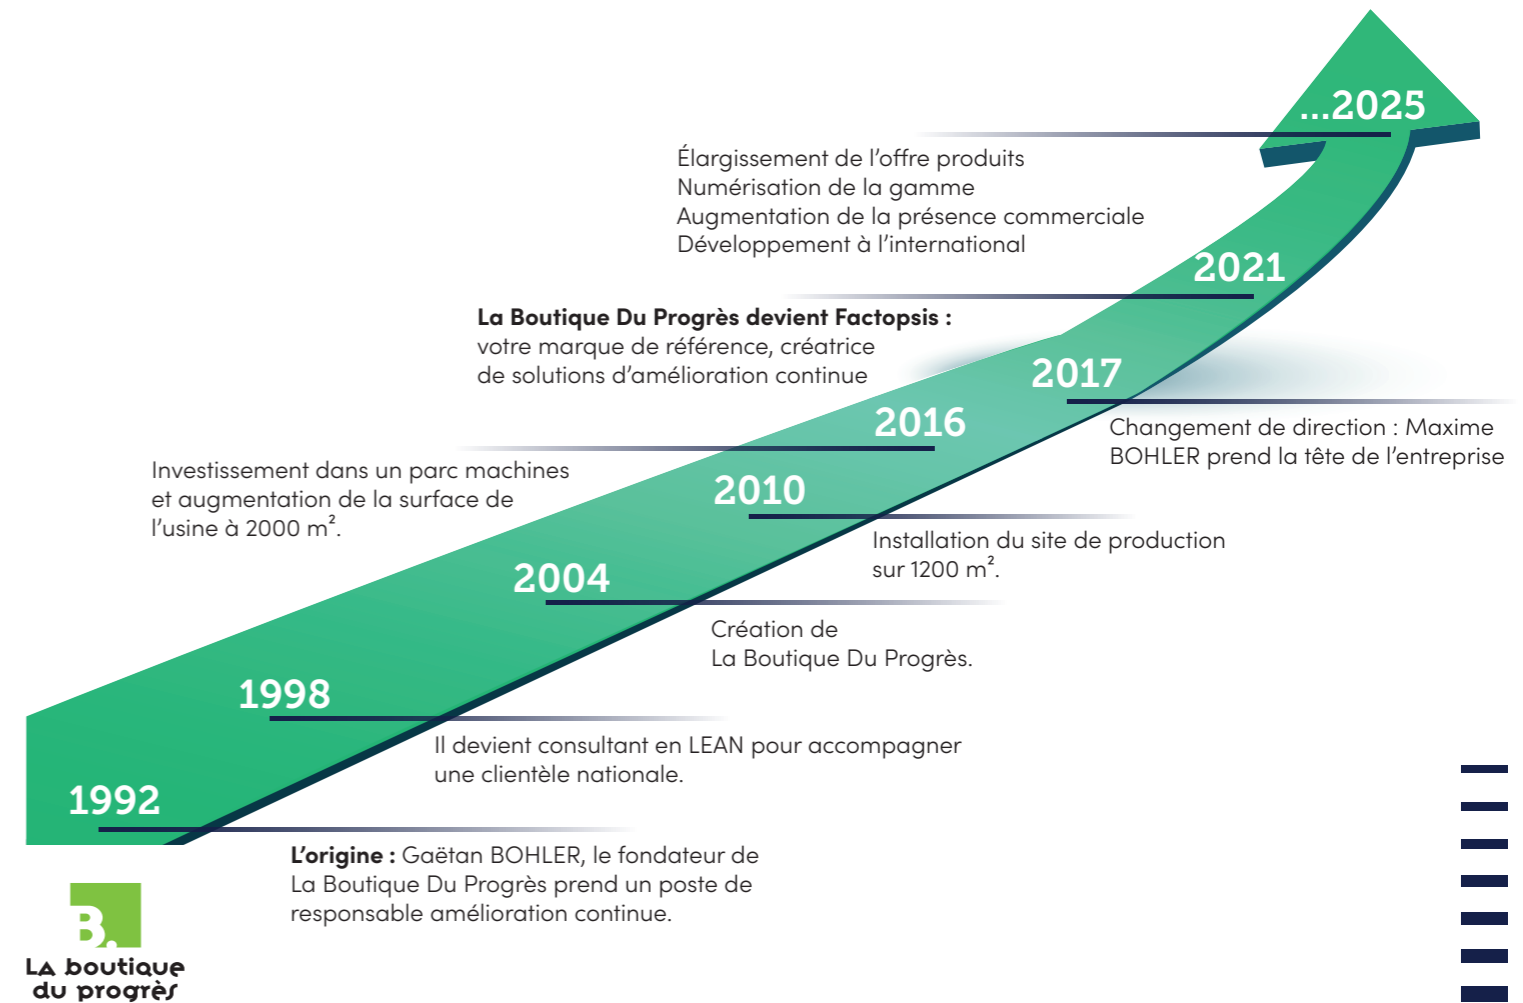 ...2025
Élargissement de l’offre produits
Numérisation de la gamme
Augmentation de la présence commerciale
Développement à l’international
2021
La Boutique Du Progrès devient Factopsis :
votre marque de référence, créatrice
de solutions d’amélioration continue
2017
Changement de direction : Maxime
BOHLER prend la tête de l’entreprise
2016
Investissement dans un parc machines
et augmentation de la surface de
l’usine à 2000 m².
2010
Installation du site de production
sur 1200 m².
2004
Création de
La Boutique Du Progrès.
1998
Il devient consultant en LEAN pour accompagner
une clientèle nationale.
1992
L’origine : Gaëtan BOHLER, le fondateur de
La Boutique Du Progrès prend un poste de
responsable amélioration continue.
B.
La boutique
du progrès